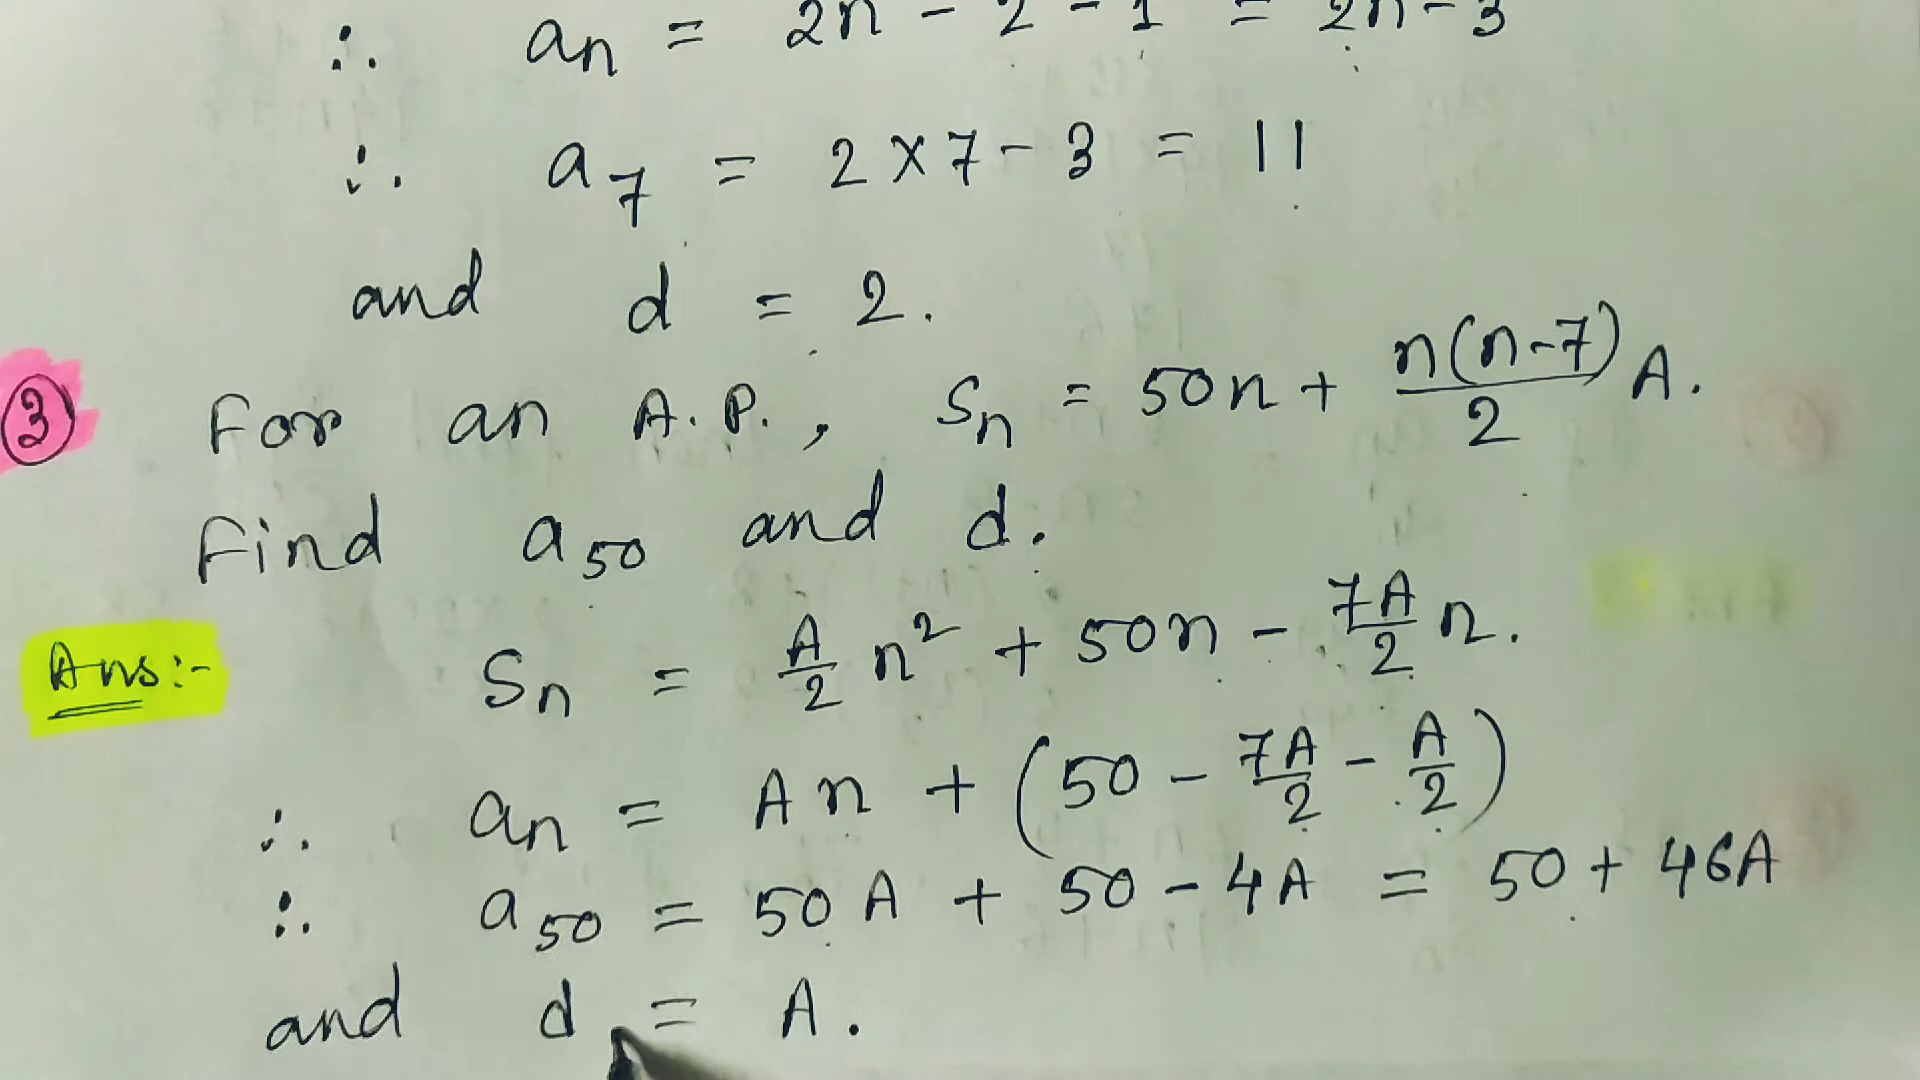 ∴ an = 2n - 2 - 1 = 2n - 3
∴ a7 = 2 × 7 - 3 = 11
and d = 2.
③ For an A.P., Sn = 50n + n(n-7)/2 A.
Find a50 and d.
Ans:- Sn = A/2 n² + 50n - 7A/2 n.
∴ an = An + (50 - 7A/2 - A/2)
∴ a50 = 50A + 50 - 4A = 50 + 46A
and d = A.